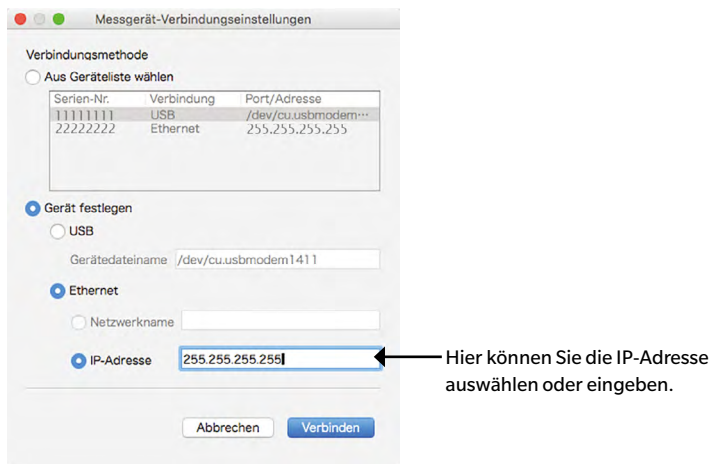 Messgerät-Verbindungseinstellungen
Verbindungsmethode
Aus Geräteliste wählen
Serien-Nr. Verbindung Port/Adresse
11111111 USB /dev/cu.usbmodem···
22222222 Ethernet 255.255.255.255
Gerät festlegen
USB
Gerätedateiname /dev/cu.usbmodem1411
Ethernet
Netzwerkname
IP-Adresse 255.255.255.255
Hier können Sie die IP-Adresse
auswählen oder eingeben.
Abbrechen Verbinden